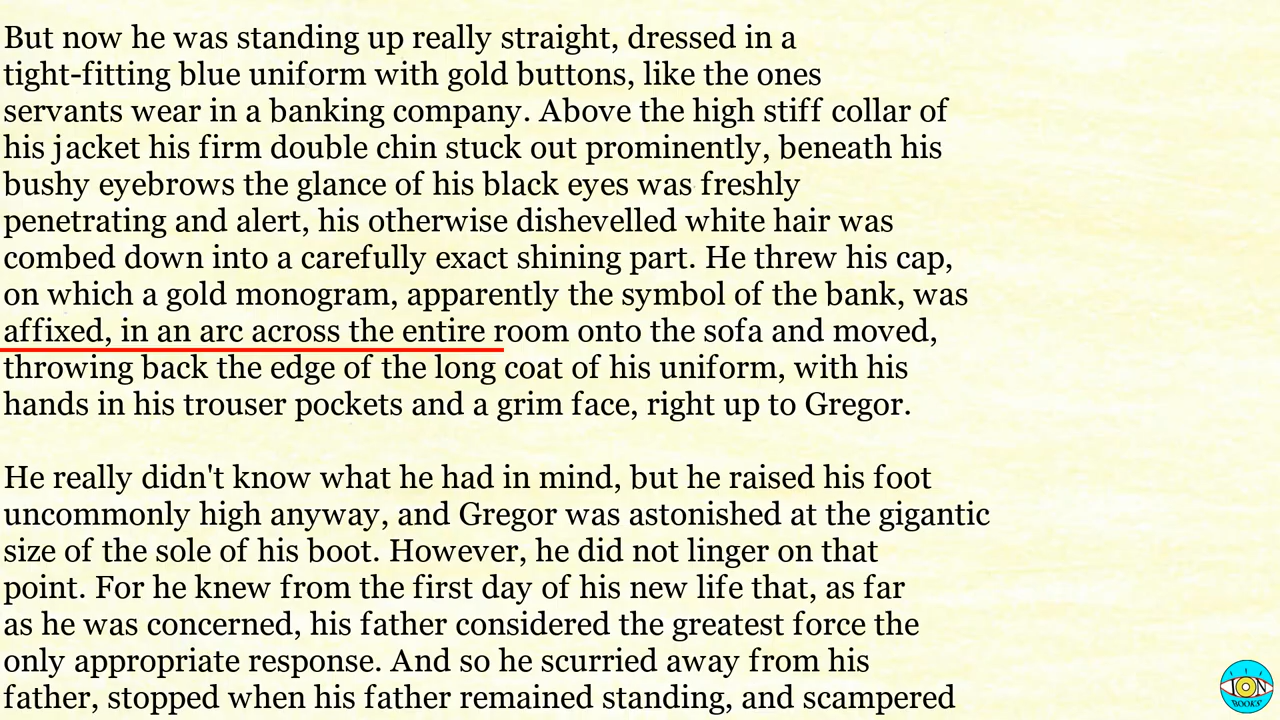 But now he was standing up really straight, dressed in a
tight-fitting blue uniform with gold buttons, like the ones
servants wear in a banking company. Above the high stiff collar of
his jacket his firm double chin stuck out prominently, beneath his
bushy eyebrows the glance of his black eyes was freshly
penetrating and alert, his otherwise dishevelled white hair was
combed down into a carefully exact shining part. He threw his cap,
on which a gold monogram, apparently the symbol of the bank, was
affixed, in an arc across the entire room onto the sofa and moved,
throwing back the edge of the long coat of his uniform, with his
hands in his trouser pockets and a grim face, right up to Gregor.

He really didn't know what he had in mind, but he raised his foot
uncommonly high anyway, and Gregor was astonished at the gigantic
size of the sole of his boot. However, he did not linger on that
point. For he knew from the first day of his new life that, as far
as he was concerned, his father considered the greatest force the
only appropriate response. And so he scurried away from his
father, stopped when his father remained standing, and scampered
ION
BOOKS